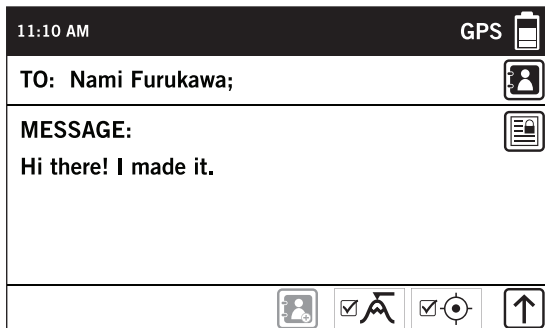 11:10 AM GPS
TO: Nami Furukawa;
MESSAGE:
Hi there! I made it.